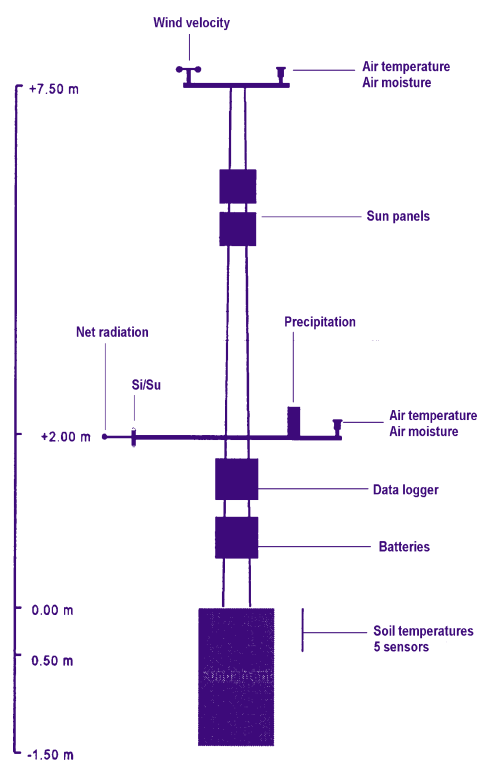 Wind velocity
Air temperature
Air moisture
+7.50 m
Sun panels
Precipitation
Net radiation
Si/Su
Air temperature
Air moisture
+2.00 m
Data logger
Batteries
0.00 m
Soil temperatures
5 sensors
0.50 m
-1.50 m